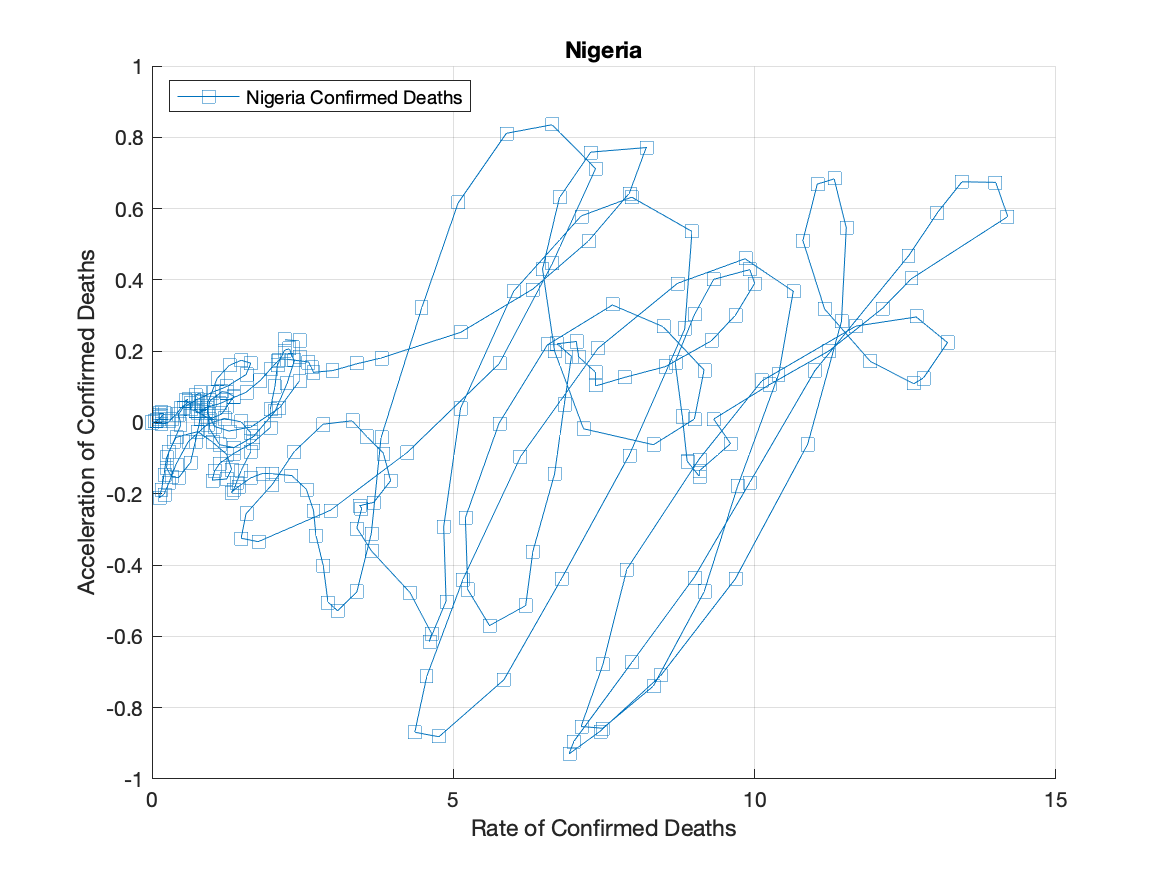 Nigeria
Nigeria Confirmed Deaths
1
0.8
0.6
0.4
0.2
0
-0.2
-0.4
-0.6
-0.8
-1
Acceleration of Confirmed Deaths
0 5 10 15
Rate of Confirmed Deaths